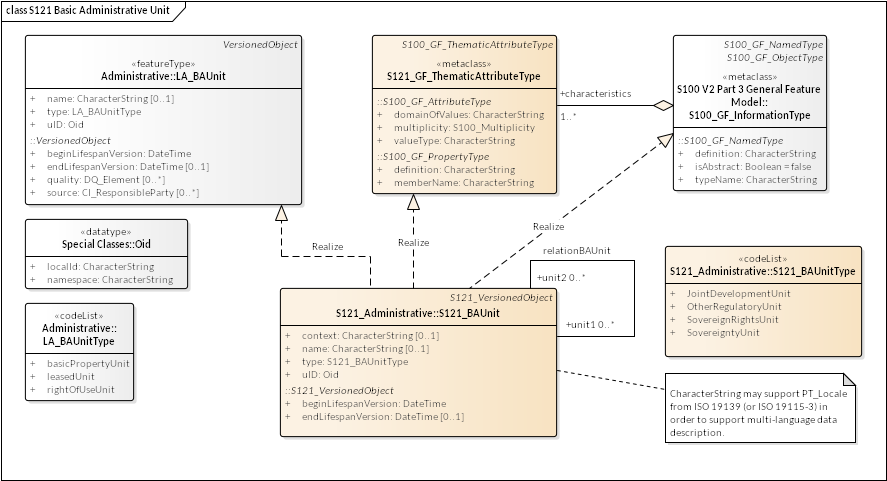 class S121 Basic Administrative Unit
VersionedObject
«featureType»
Administrative::LA_BAUnit
+ name: CharacterString [0..1]
+ type: LA_BAUnitType
+ uID: Oid
::VersionedObject
+ beginLifespanVersion: DateTime
+ endLifespanVersion: DateTime [0..1]
+ quality: DQ_Element [0..*]
+ source: CI_ResponsibleParty [0..*]
S100_GF_ThematicAttributeType
«metaclass»
S121_GF_ThematicAttributeType
::S100_GF_AttributeType
+ domainOfValues: CharacterString
+ multiplicity: S100_Multiplicity
+ valueType: CharacterString
::S100_GF_PropertyType
+ definition: CharacterString
+ memberName: CharacterString
+characteristics
1..*
S100_GF_NamedType
S100_GF_ObjectType
«metaclass»
S100 V2 Part 3 General Feature
Model::
S100_GF_InformationType
::S100_GF_NamedType
+ definition: CharacterString
+ isAbstract: Boolean = false
+ typeName: CharacterString
«datatype»
Special Classes::Oid
+ localId: CharacterString
+ namespace: CharacterString
Realize
Realize
Realize
relationBAUnit
+unit2 0..*
+unit1 0..*
«codeList»
Administrative::
LA_BAUnitType
+ basicPropertyUnit
+ leasedUnit
+ rightOfUseUnit
S121_VersionedObject
S121_Administrative::S121_BAUnit
+ context: CharacterString [0..1]
+ name: CharacterString [0..1]
+ type: S121_BAUnitType
+ uID: Oid
::S121_VersionedObject
+ beginLifespanVersion: DateTime
+ endLifespanVersion: DateTime [0..1]
«codeList»
S121_Administrative::S121_BAUnitType
+ JointDevelopmentUnit
+ OtherRegulatoryUnit
+ SovereignRightsUnit
+ SovereigntyUnit
CharacterString may support PT_Locale
from ISO 19139 (or ISO 19115-3) in
order to support multi-language data
description.